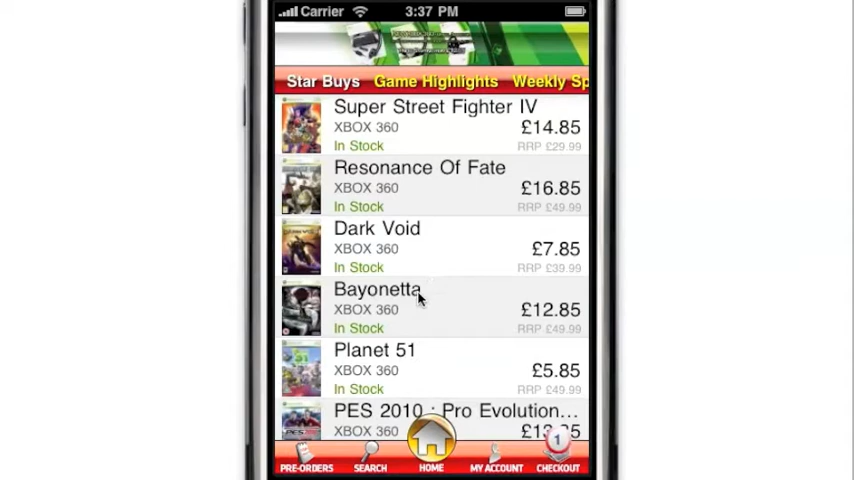 Carrier 3:37 PM
Star Buys Game Highlights Weekly Sp
Super Street Fighter IV
XBOX 360 £14.85
In Stock RRP £29.99
Resonance Of Fate
XBOX 360 £16.85
In Stock RRP £49.99
Dark Void
XBOX 360 £7.85
In Stock RRP £39.99
Bayonetta
XBOX 360 £12.85
In Stock RRP £49.99
Planet 51
XBOX 360 £5.85
In Stock RRP £49.99
PES 2010 : Pro Evolution...
XBOX 360
1
PRE-ORDERS SEARCH HOME MY ACCOUNT CHECKOUT